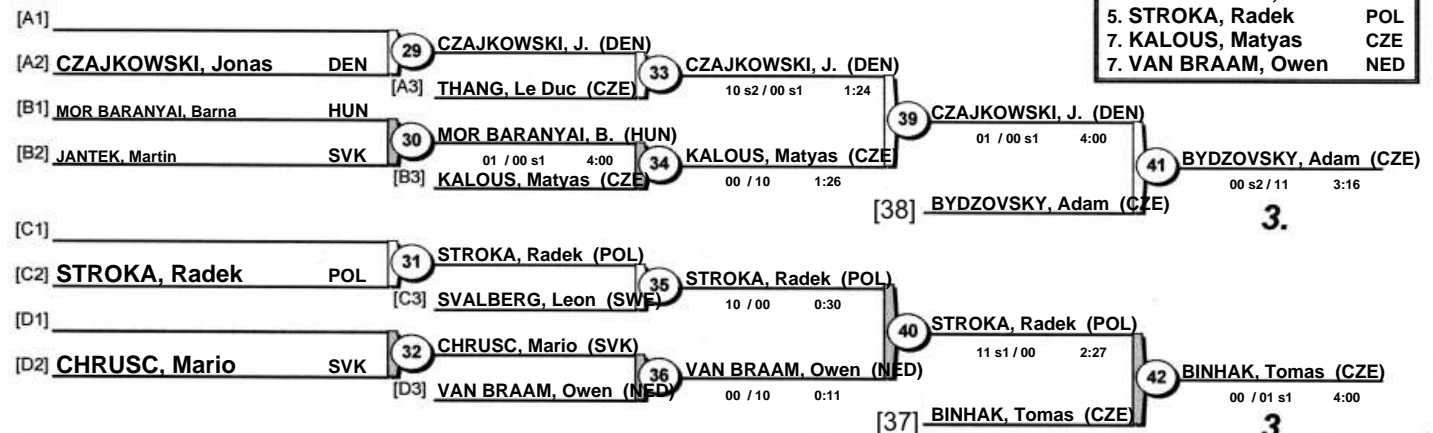 5. STROKA, Radek POL
7. KALOUS, Matyas CZE
7. VAN BRAAM, Owen NED
[A1]
[A2] CZAJKOWSKI, Jonas DEN
29
CZAJKOWSKI, J. (DEN)
[A3] THANG, Le Duc (CZE)
33
CZAJKOWSKI, J. (DEN)
10 s2 / 00 s1 1:24
[B1] MOR BARANYAI, Barna HUN
[B2] JANTEK, Martin SVK
30
MOR BARANYAI, B. (HUN)
01 / 00 s1 4:00
[B3] KALOUS, Matyas (CZE)
34
KALOUS, Matyas (CZE)
00 / 10 1:26
39
CZAJKOWSKI, J. (DEN)
01 / 00 s1 4:00
[38] BYDZOVSKY, Adam (CZE)
41
BYDZOVSKY, Adam (CZE)
00 s2 / 11 3:16
3.
[C1]
[C2] STROKA, Radek POL
31
STROKA, Radek (POL)
[C3] SVALBERG, Leon (SWE)
35
STROKA, Radek (POL)
10 / 00 0:30
[D1]
[D2] CHRUSC, Mario SVK
32
CHRUSC, Mario (SVK)
[D3] VAN BRAAM, Owen (NED)
36
VAN BRAAM, Owen (NED)
00 / 10 0:11
40
STROKA, Radek (POL)
11 s1 / 00 2:27
[37] BINHAK, Tomas (CZE)
42
BINHAK, Tomas (CZE)
00 / 01 s1 4:00
3